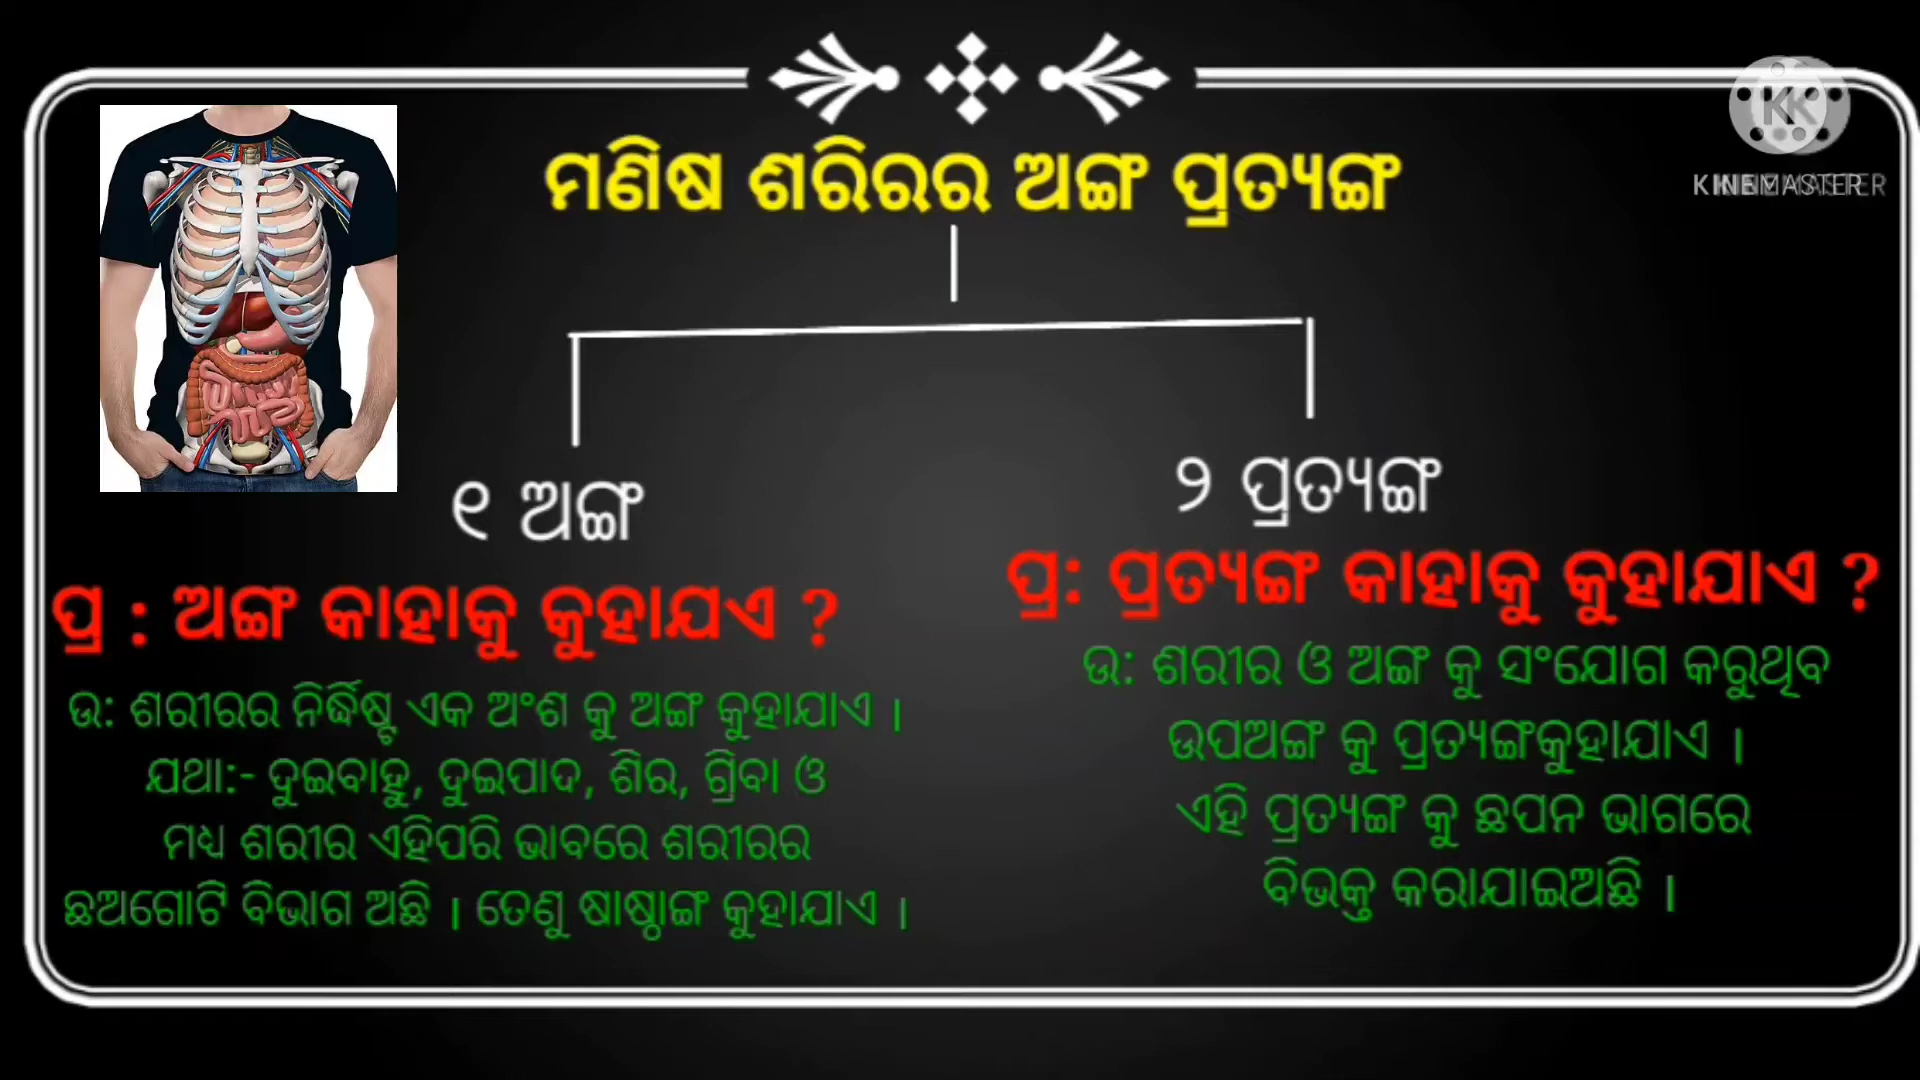 ମଣିଷ ଶରିରର ଅଙ୍ଗ ପ୍ରତ୍ୟଙ୍ଗ
KINEMASTER
୧ ଅଙ୍ଗ
ପ୍ର : ଅଙ୍ଗ କାହାକୁ କୁହାଯଏ ?
ଉ: ଶରୀରର ନିର୍ଦ୍ଧିଷ୍ଟ ଏକ ଅଂଶ କୁ ଅଙ୍ଗ କୁହାଯାଏ ।
ଯଥା:- ଦୁଇବାହୁ, ଦୁଇପାଦ, ଶିର, ଗ୍ରିବା ଓ
ମଧ୍ୟ ଶରୀର ଏହିପରି ଭାବରେ ଶରୀରର
ଛଅଗୋଟି ବିଭାଗ ଅଛି । ତେଣୁ ଷାଷ୍ଠାଙ୍ଗ କୁହାଯାଏ ।
୨ ପ୍ରତ୍ୟଙ୍ଗ
ପ୍ର: ପ୍ରତ୍ୟଙ୍ଗ କାହାକୁ କୁହାଯାଏ ?
ଉ: ଶରୀର ଓ ଅଙ୍ଗ କୁ ସଂଯୋଗ କରୁଥିବ
ଉପଅଙ୍ଗ କୁ ପ୍ରତ୍ୟଙ୍ଗକୁହାଯାଏ ।
ଏହି ପ୍ରତ୍ୟଙ୍ଗ କୁ ଛପନ ଭାଗରେ
ବିଭକ୍ତ କରାଯାଇଅଛି ।